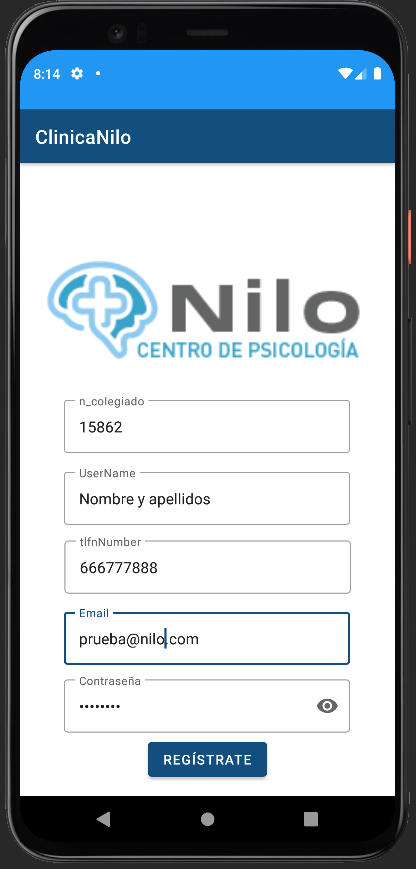 8:14
ClinicaNilo
Nilo
CENTRO DE PSICOLOGÍA
n_colegiado
15862
UserName
Nombre y apellidos
tlfnNumber
666777888
Email
prueba@nilo.com
Contraseña
••••••••
REGÍSTRATE